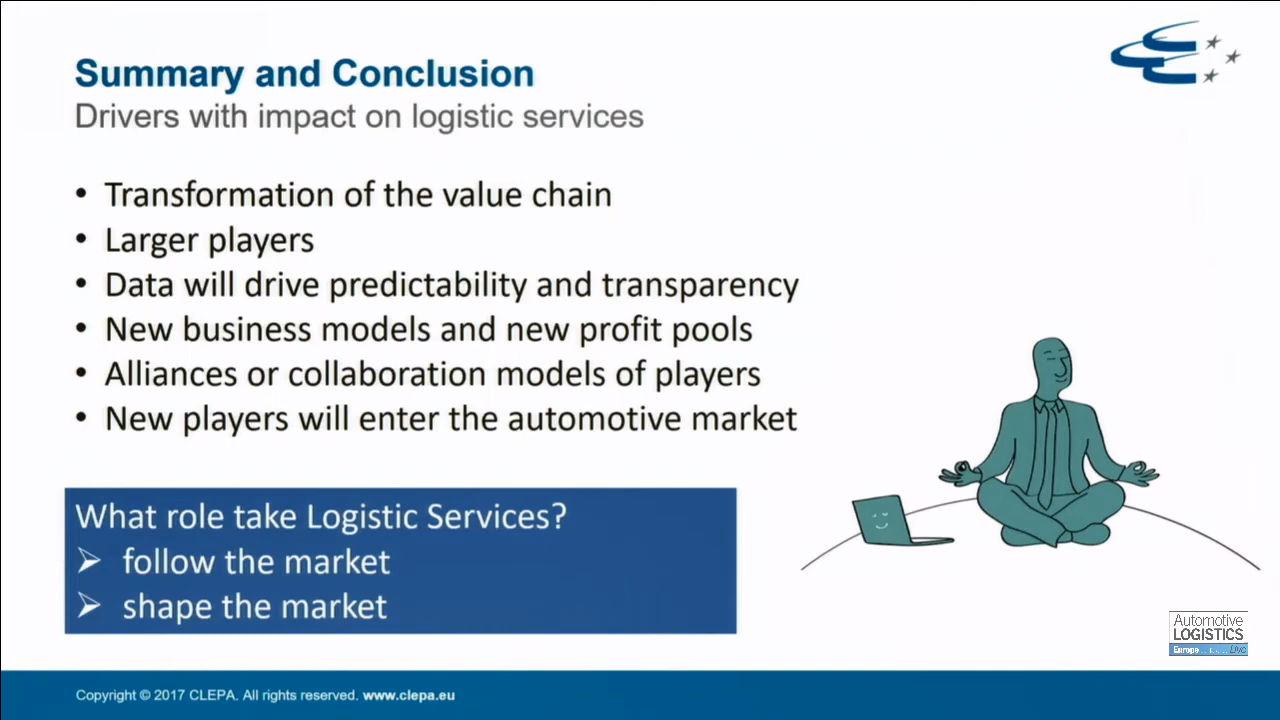 Summary and Conclusion
Drivers with impact on logistic services
• Transformation of the value chain
• Larger players
• Data will drive predictability and transparency
• New business models and new profit pools
• Alliances or collaboration models of players
• New players will enter the automotive market
What role take Logistic Services?
➢ follow the market
➢ shape the market
Automotive
LOGISTICS
Europe Live
Copyright © 2017 CLEPA. All rights reserved. www.clepa.eu